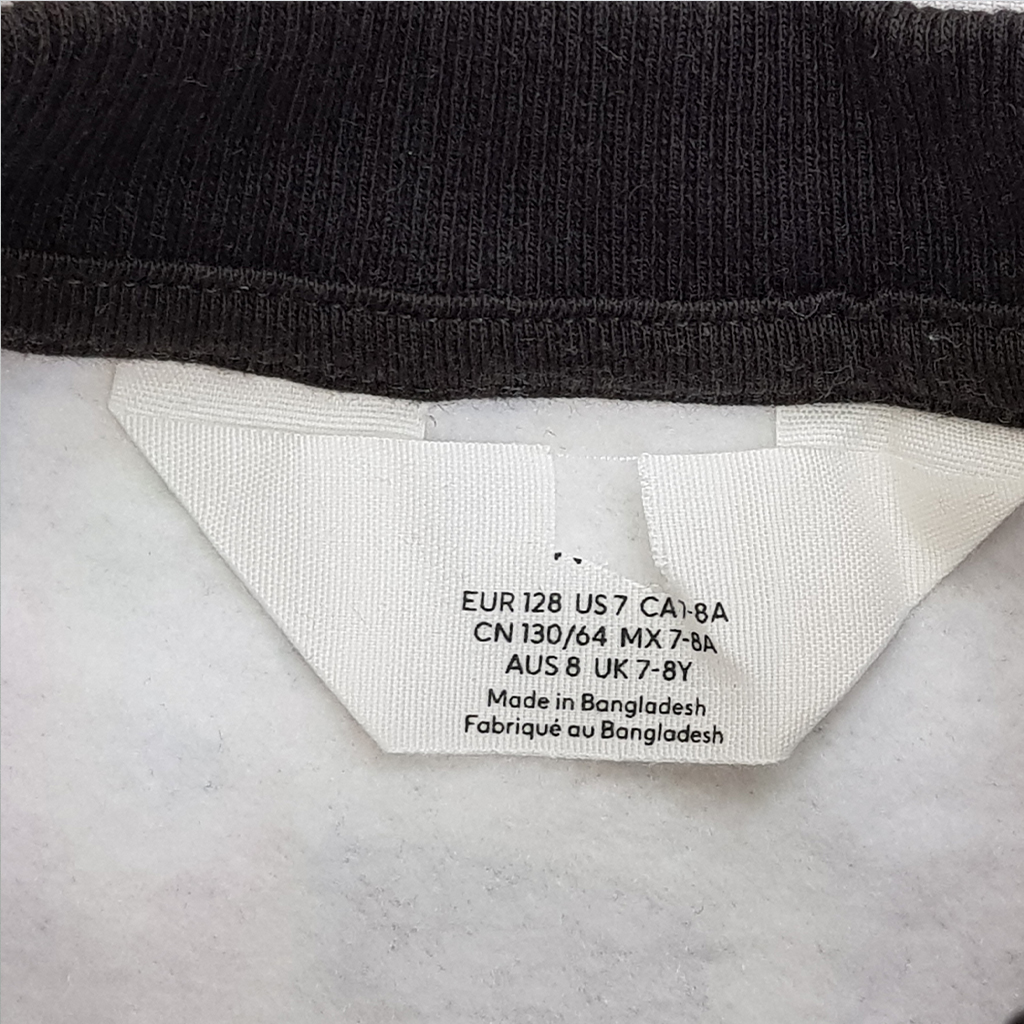 EUR 128 US 7 CA 7-8A
CN 130/64 MX 7-8A
AUS 8 UK 7-8Y
Made in Bangladesh
Fabriqué au Bangladesh